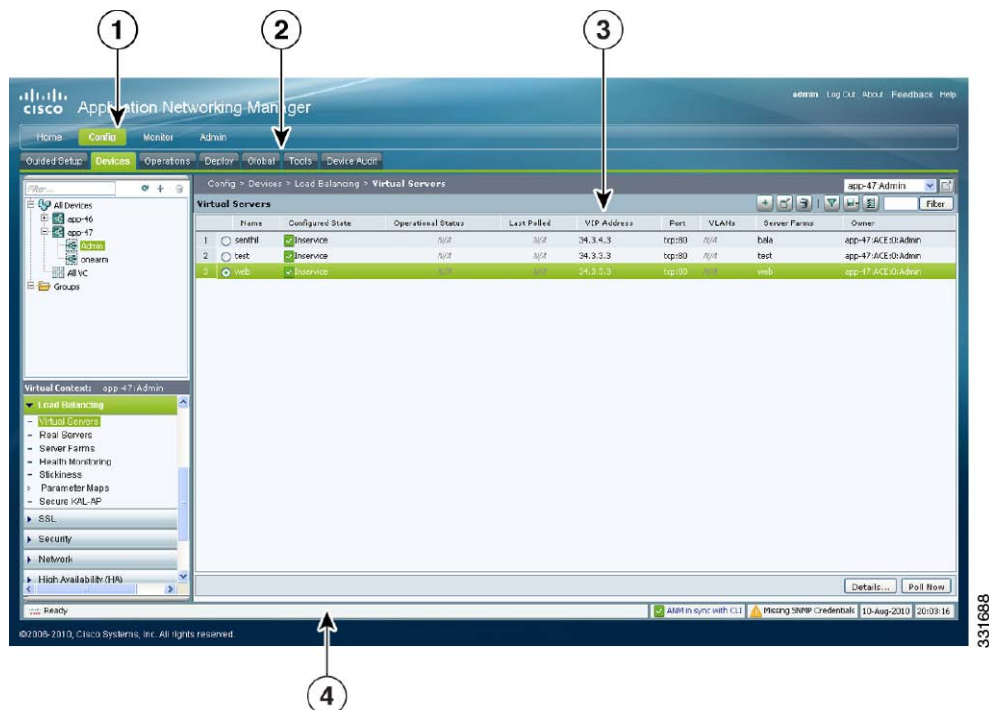 1 2 3
cisco Application Networking Manager
admin Log Out About Feedback Help
Home Config Monitor Admin
Guided Setup Devices Operations Deploy Global Tools Device Audit
Filter...
Config > Devices > Load Balancing > Virtual Servers
app-47:Admin
All Devices
app-46
app-47
Admin
onearm
All VC
Groups
Virtual Servers
Filter
Name Configured State Operational Status Last Polled VIP Address Port VLANs Server Farms Owner
1 senthil Inservice N/A N/A 34.3.4.3 tcp:80 N/A bala app-47:ACE:0:Admin
2 test Inservice N/A N/A 34.3.3.3 tcp:80 N/A test app-47:ACE:0:Admin
3 web Inservice N/A N/A 34.3.3.3 tcp:80 N/A web app-47:ACE:0:Admin
Virtual Context: app-47:Admin
Load Balancing
Virtual Servers
Real Servers
Server Farms
Health Monitoring
Stickiness
Parameter Maps
Secure KAL-AP
SSL
Security
Network
High Availability (HA)
Details... Poll Now
Ready
ANM in sync with CLI Missing SNMP Credentials 10-Aug-2010 20:03:16
©2006-2010, Cisco Systems, Inc. All rights reserved.
331688
4